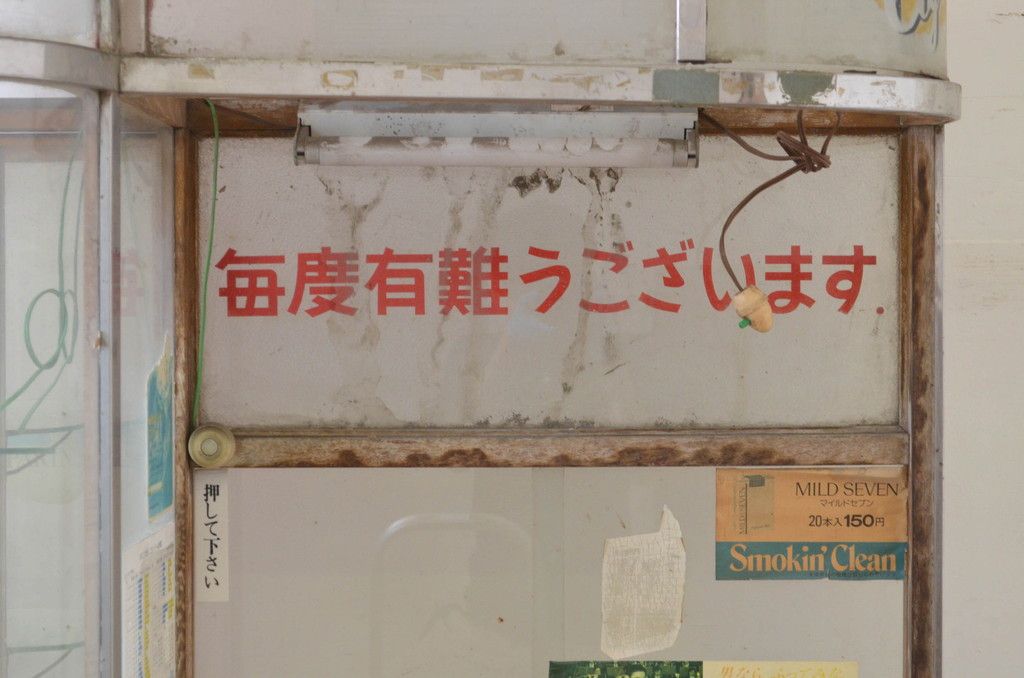 毎度有難うございます.
押して下さい
MILD SEVEN
マイルドセブン
20本入150円
Smokin' Clean